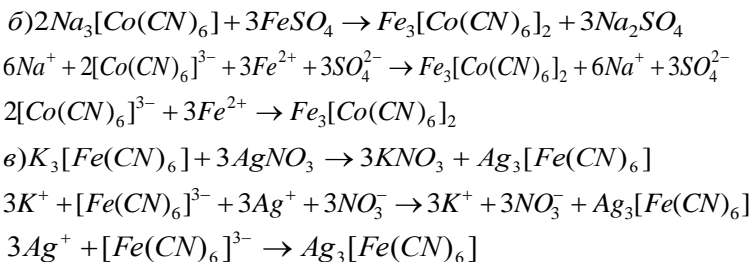 б)2Na₃[Co(CN)₆]+3FeSO₄ → Fe₃[Co(CN)₆]₂ + 3Na₂SO₄
6Na⁺ + 2[Co(CN)₆]³⁻ + 3Fe²⁺ + 3SO₄²⁻ → Fe₃[Co(CN)₆]₂ + 6Na⁺ + 3SO₄²⁻
2[Co(CN)₆]³⁻ + 3Fe²⁺ → Fe₃[Co(CN)₆]₂
в)K₃[Fe(CN)₆] + 3AgNO₃ → 3KNO₃ + Ag₃[Fe(CN)₆]
3K⁺ + [Fe(CN)₆]³⁻ + 3Ag⁺ + 3NO₃⁻ → 3K⁺ + 3NO₃⁻ + Ag₃[Fe(CN)₆]
3Ag⁺ + [Fe(CN)₆]³⁻ → Ag₃[Fe(CN)₆]